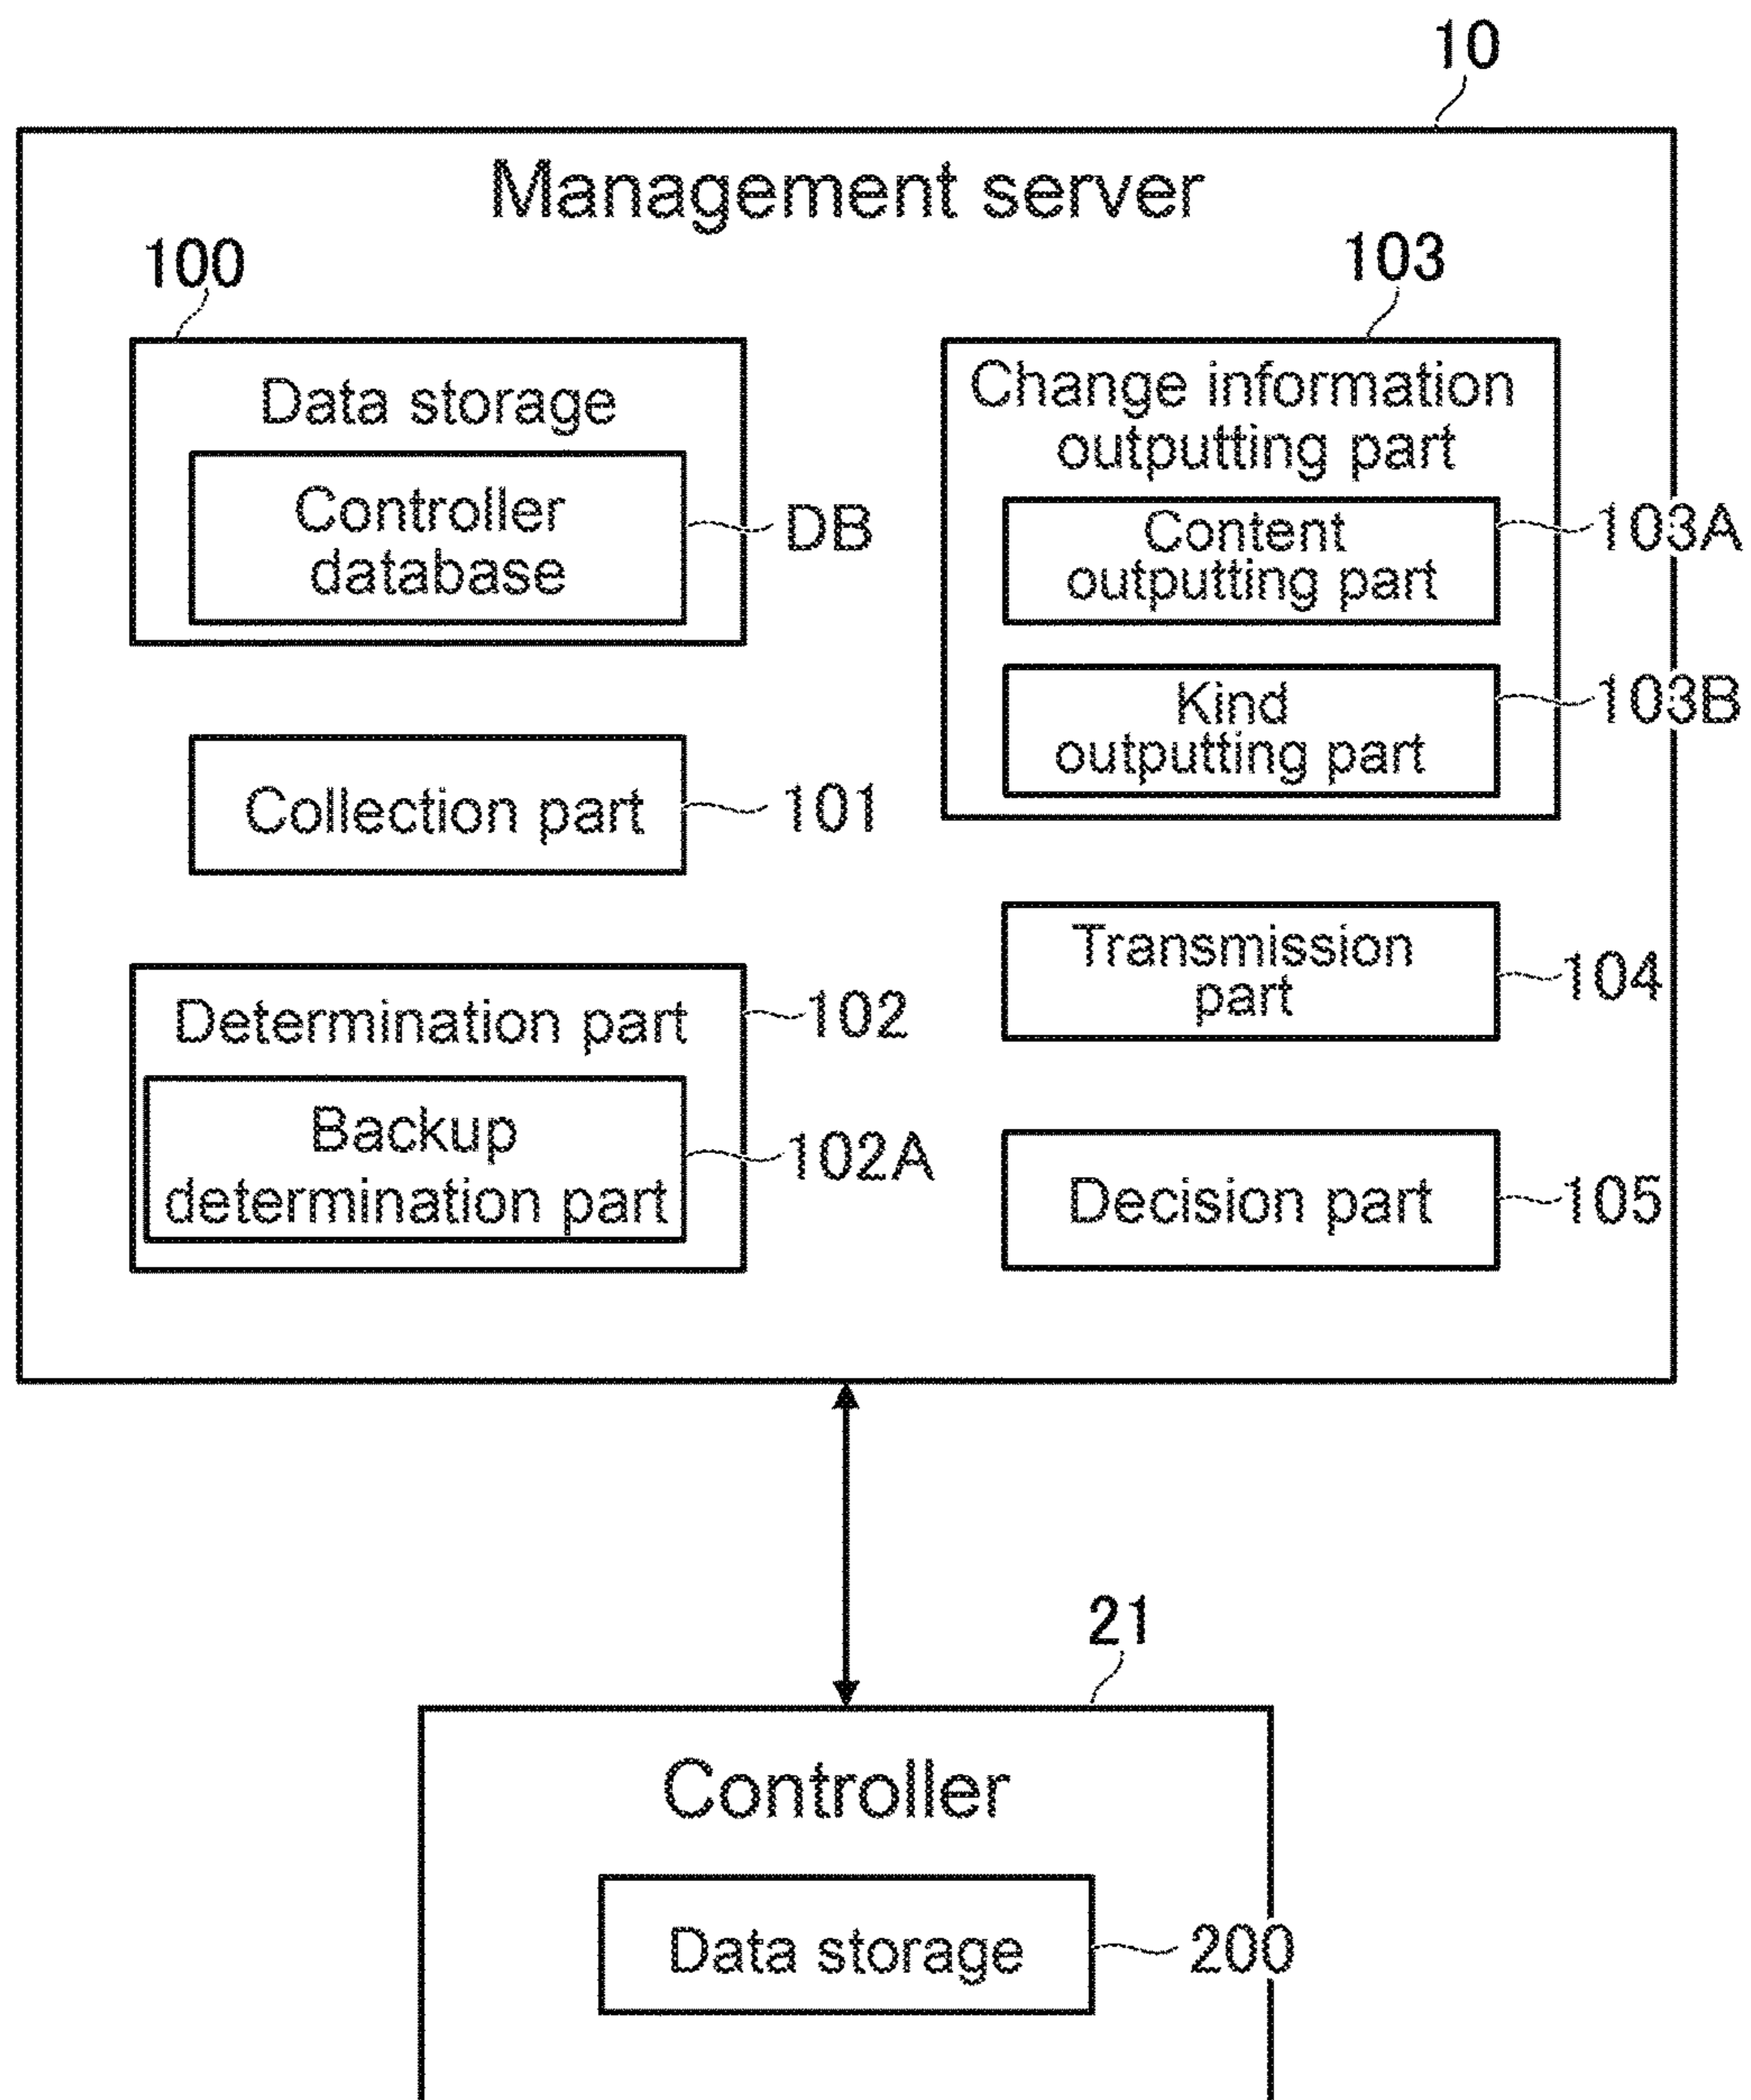 10
Management server
100
Data storage
Controller
database
DB
Collection part
101
Determination part
102
Backup
determination part
102A
103
Change information
outputting part
Content
outputting part
103A
Kind
outputting part
103B
Transmission
part
104
Decision part
105
21
Controller
Data storage
200